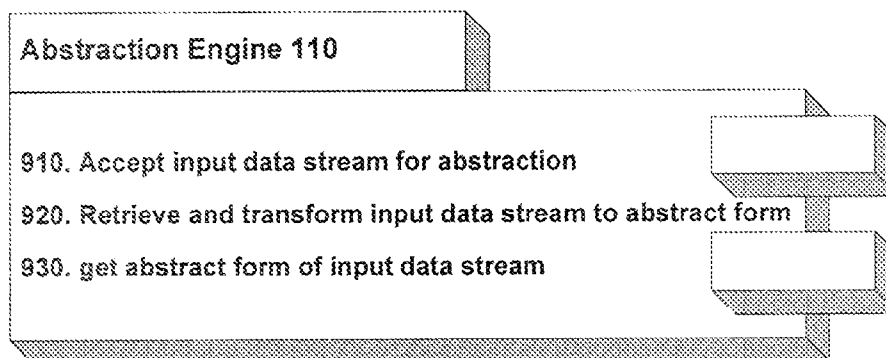 Abstraction Engine 110
910. Accept input data stream for abstraction
920. Retrieve and transform input data stream to abstract form
930. get abstract form of input data stream